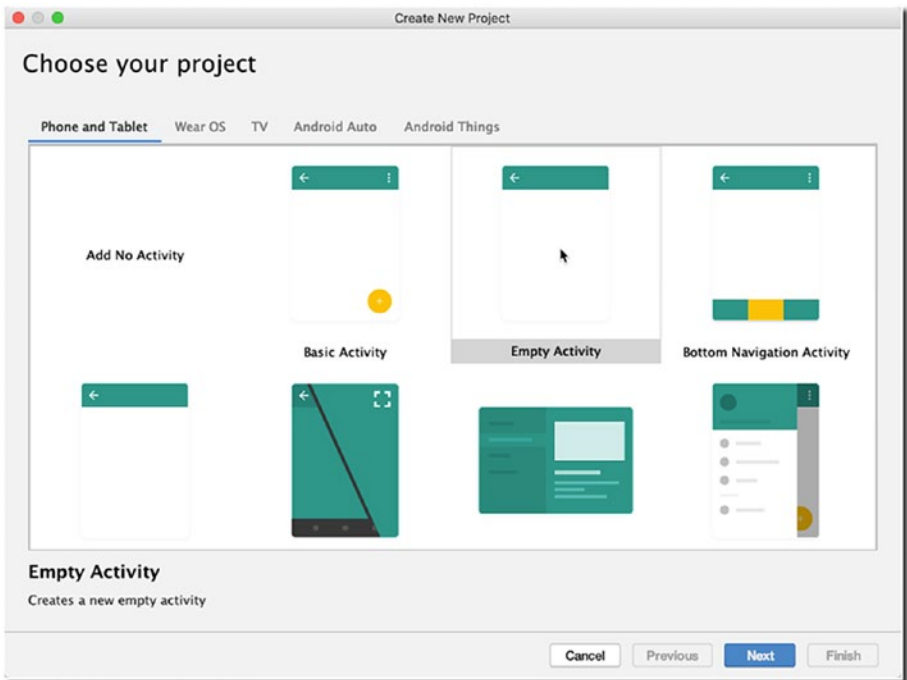 Create New Project
Choose your project
Phone and Tablet Wear OS TV Android Auto Android Things
Add No Activity
Basic Activity Empty Activity Bottom Navigation Activity
Empty Activity
Creates a new empty activity
Cancel Previous Next Finish